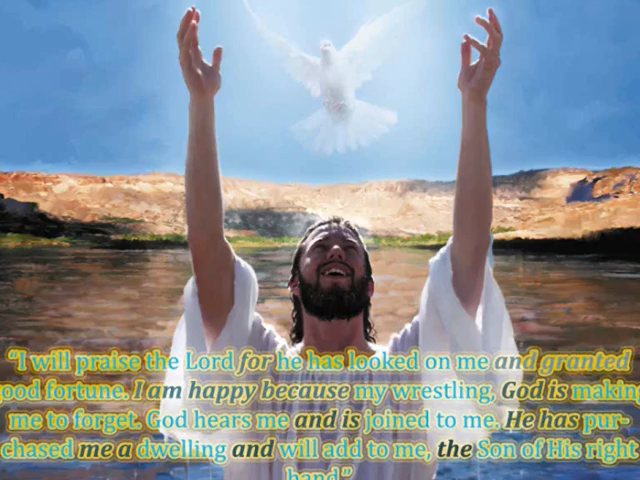 “I will praise the Lord for he has looked on me and granted
ood fortune. I am happy because my wrestling, God is making
me to forget. God hears me and is joined to me. He has pur-
chased me a dwelling and will add to me, the Son of His right
hand”